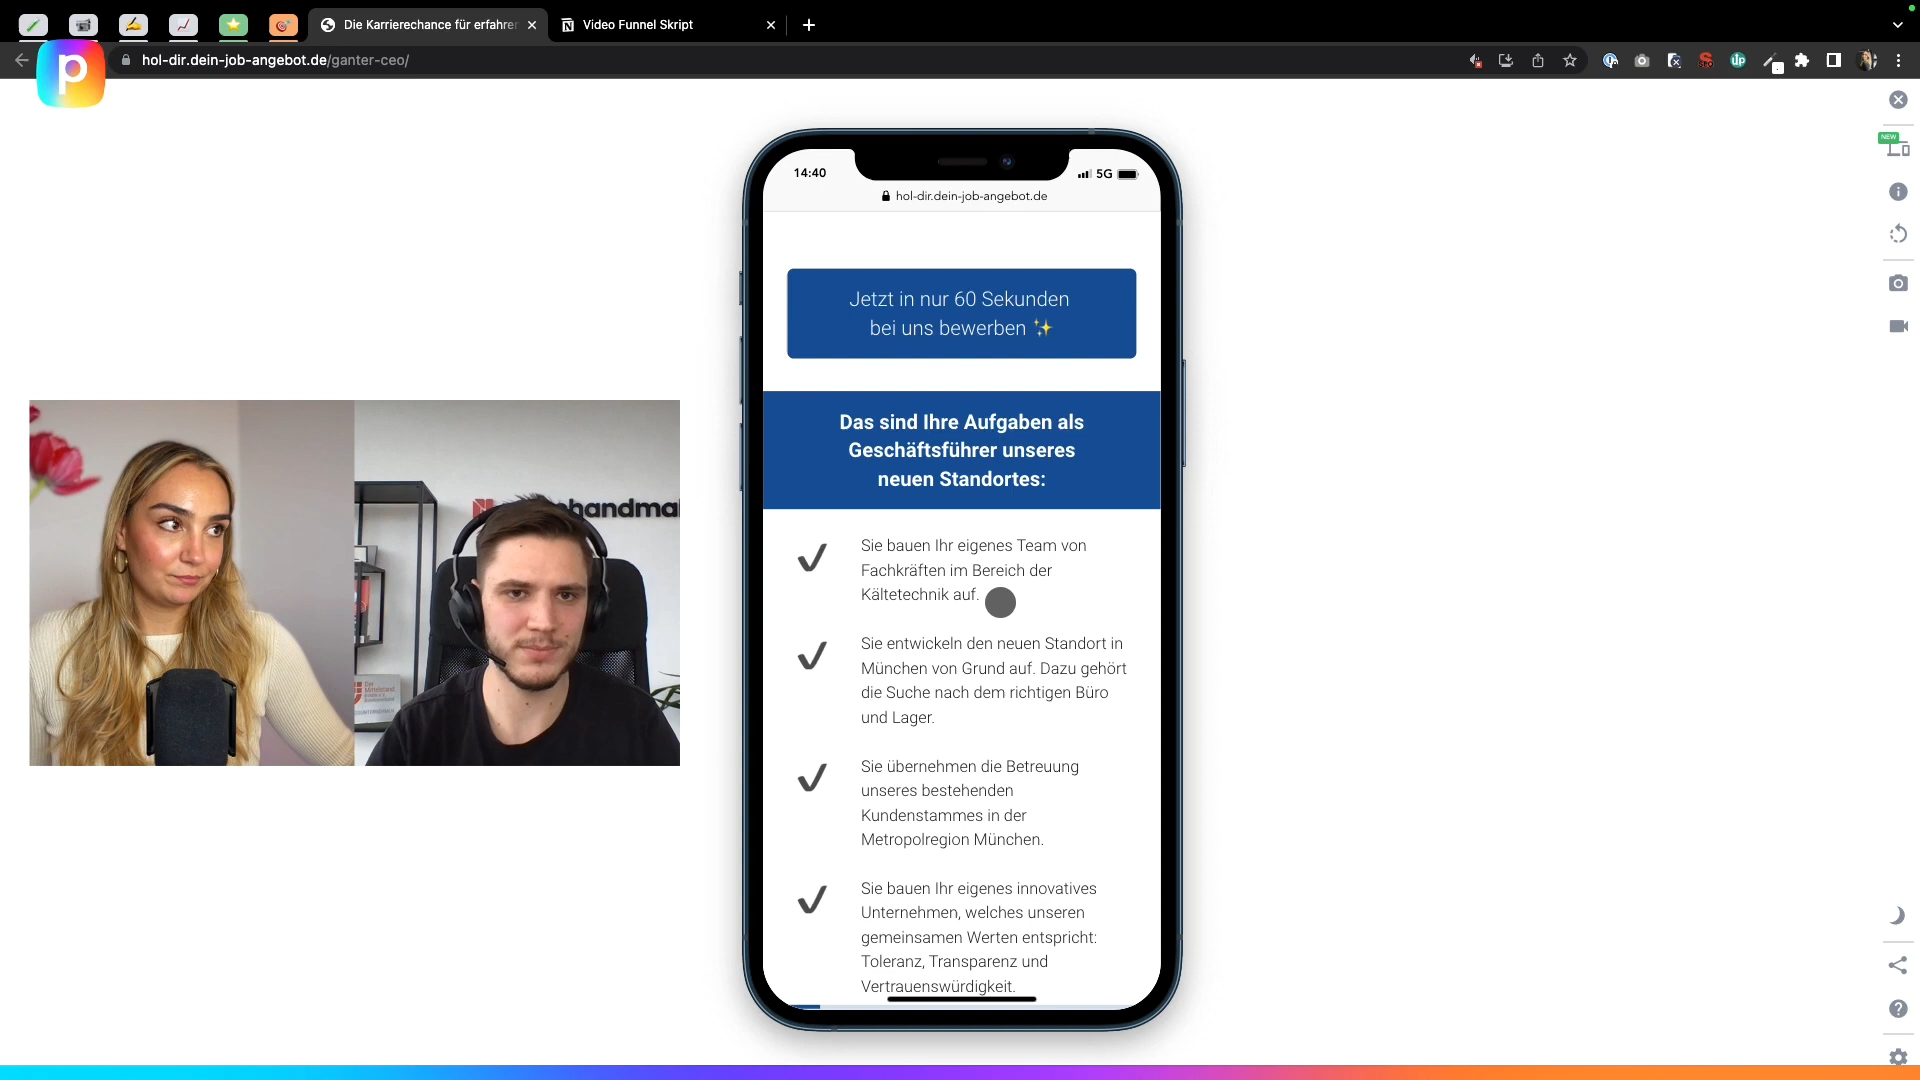 Die Karrierechance für erfahre
Video Funnel Skript
hol-dir.dein-job-angebot.de/ganter-ceo/
p
NEW
14:40
5G
hol-dir.dein-job-angebot.de
Jetzt in nur 60 Sekunden
bei uns bewerben ✨
Das sind Ihre Aufgaben als
Geschäftsführer unseres
neuen Standortes:
Sie bauen Ihr eigenes Team von
Fachkräften im Bereich der
Kältetechnik auf.
Sie entwickeln den neuen Standort in
München von Grund auf. Dazu gehört
die Suche nach dem richtigen Büro
und Lager.
Sie übernehmen die Betreuung
unseres bestehenden
Kundenstammes in der
Metropolregion München.
Sie bauen Ihr eigenes innovatives
Unternehmen, welches unseren
gemeinsamen Werten entspricht:
Toleranz, Transparenz und
Vertrauenswürdigkeit.
handma
Der
Mittelstand